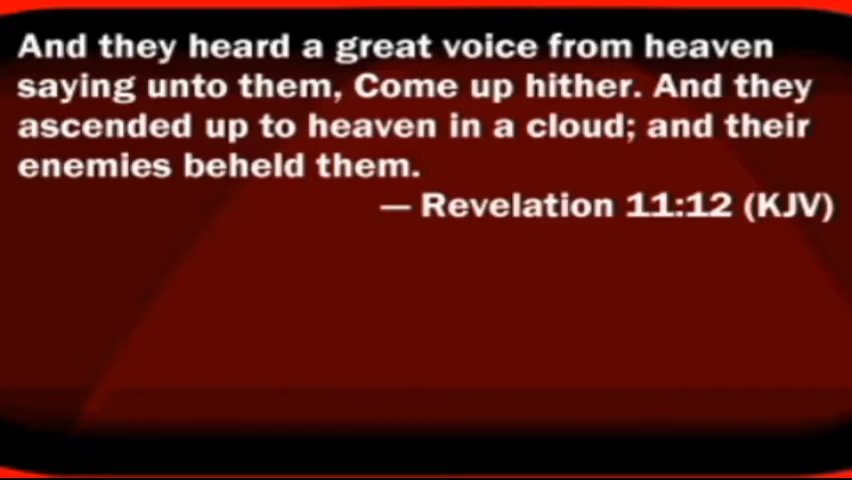 And they heard a great voice from heaven
saying unto them, Come up hither. And they
ascended up to heaven in a cloud; and their
enemies beheld them.
— Revelation 11:12 (KJV)